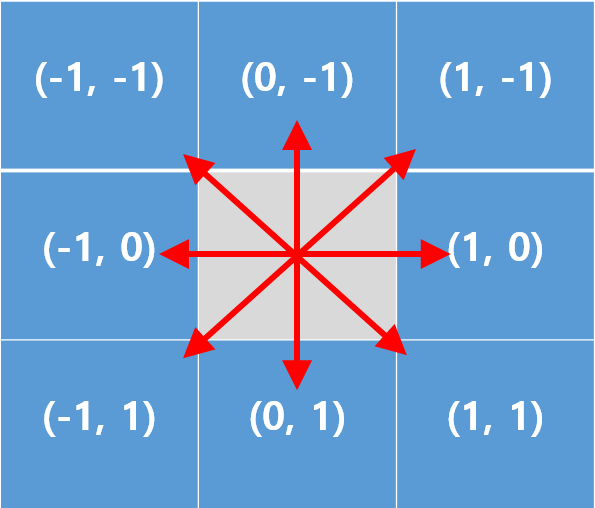 (-1, -1) (0, -1) (1, -1)
(-1, 0) (1, 0)
(-1, 1) (0, 1) (1, 1)